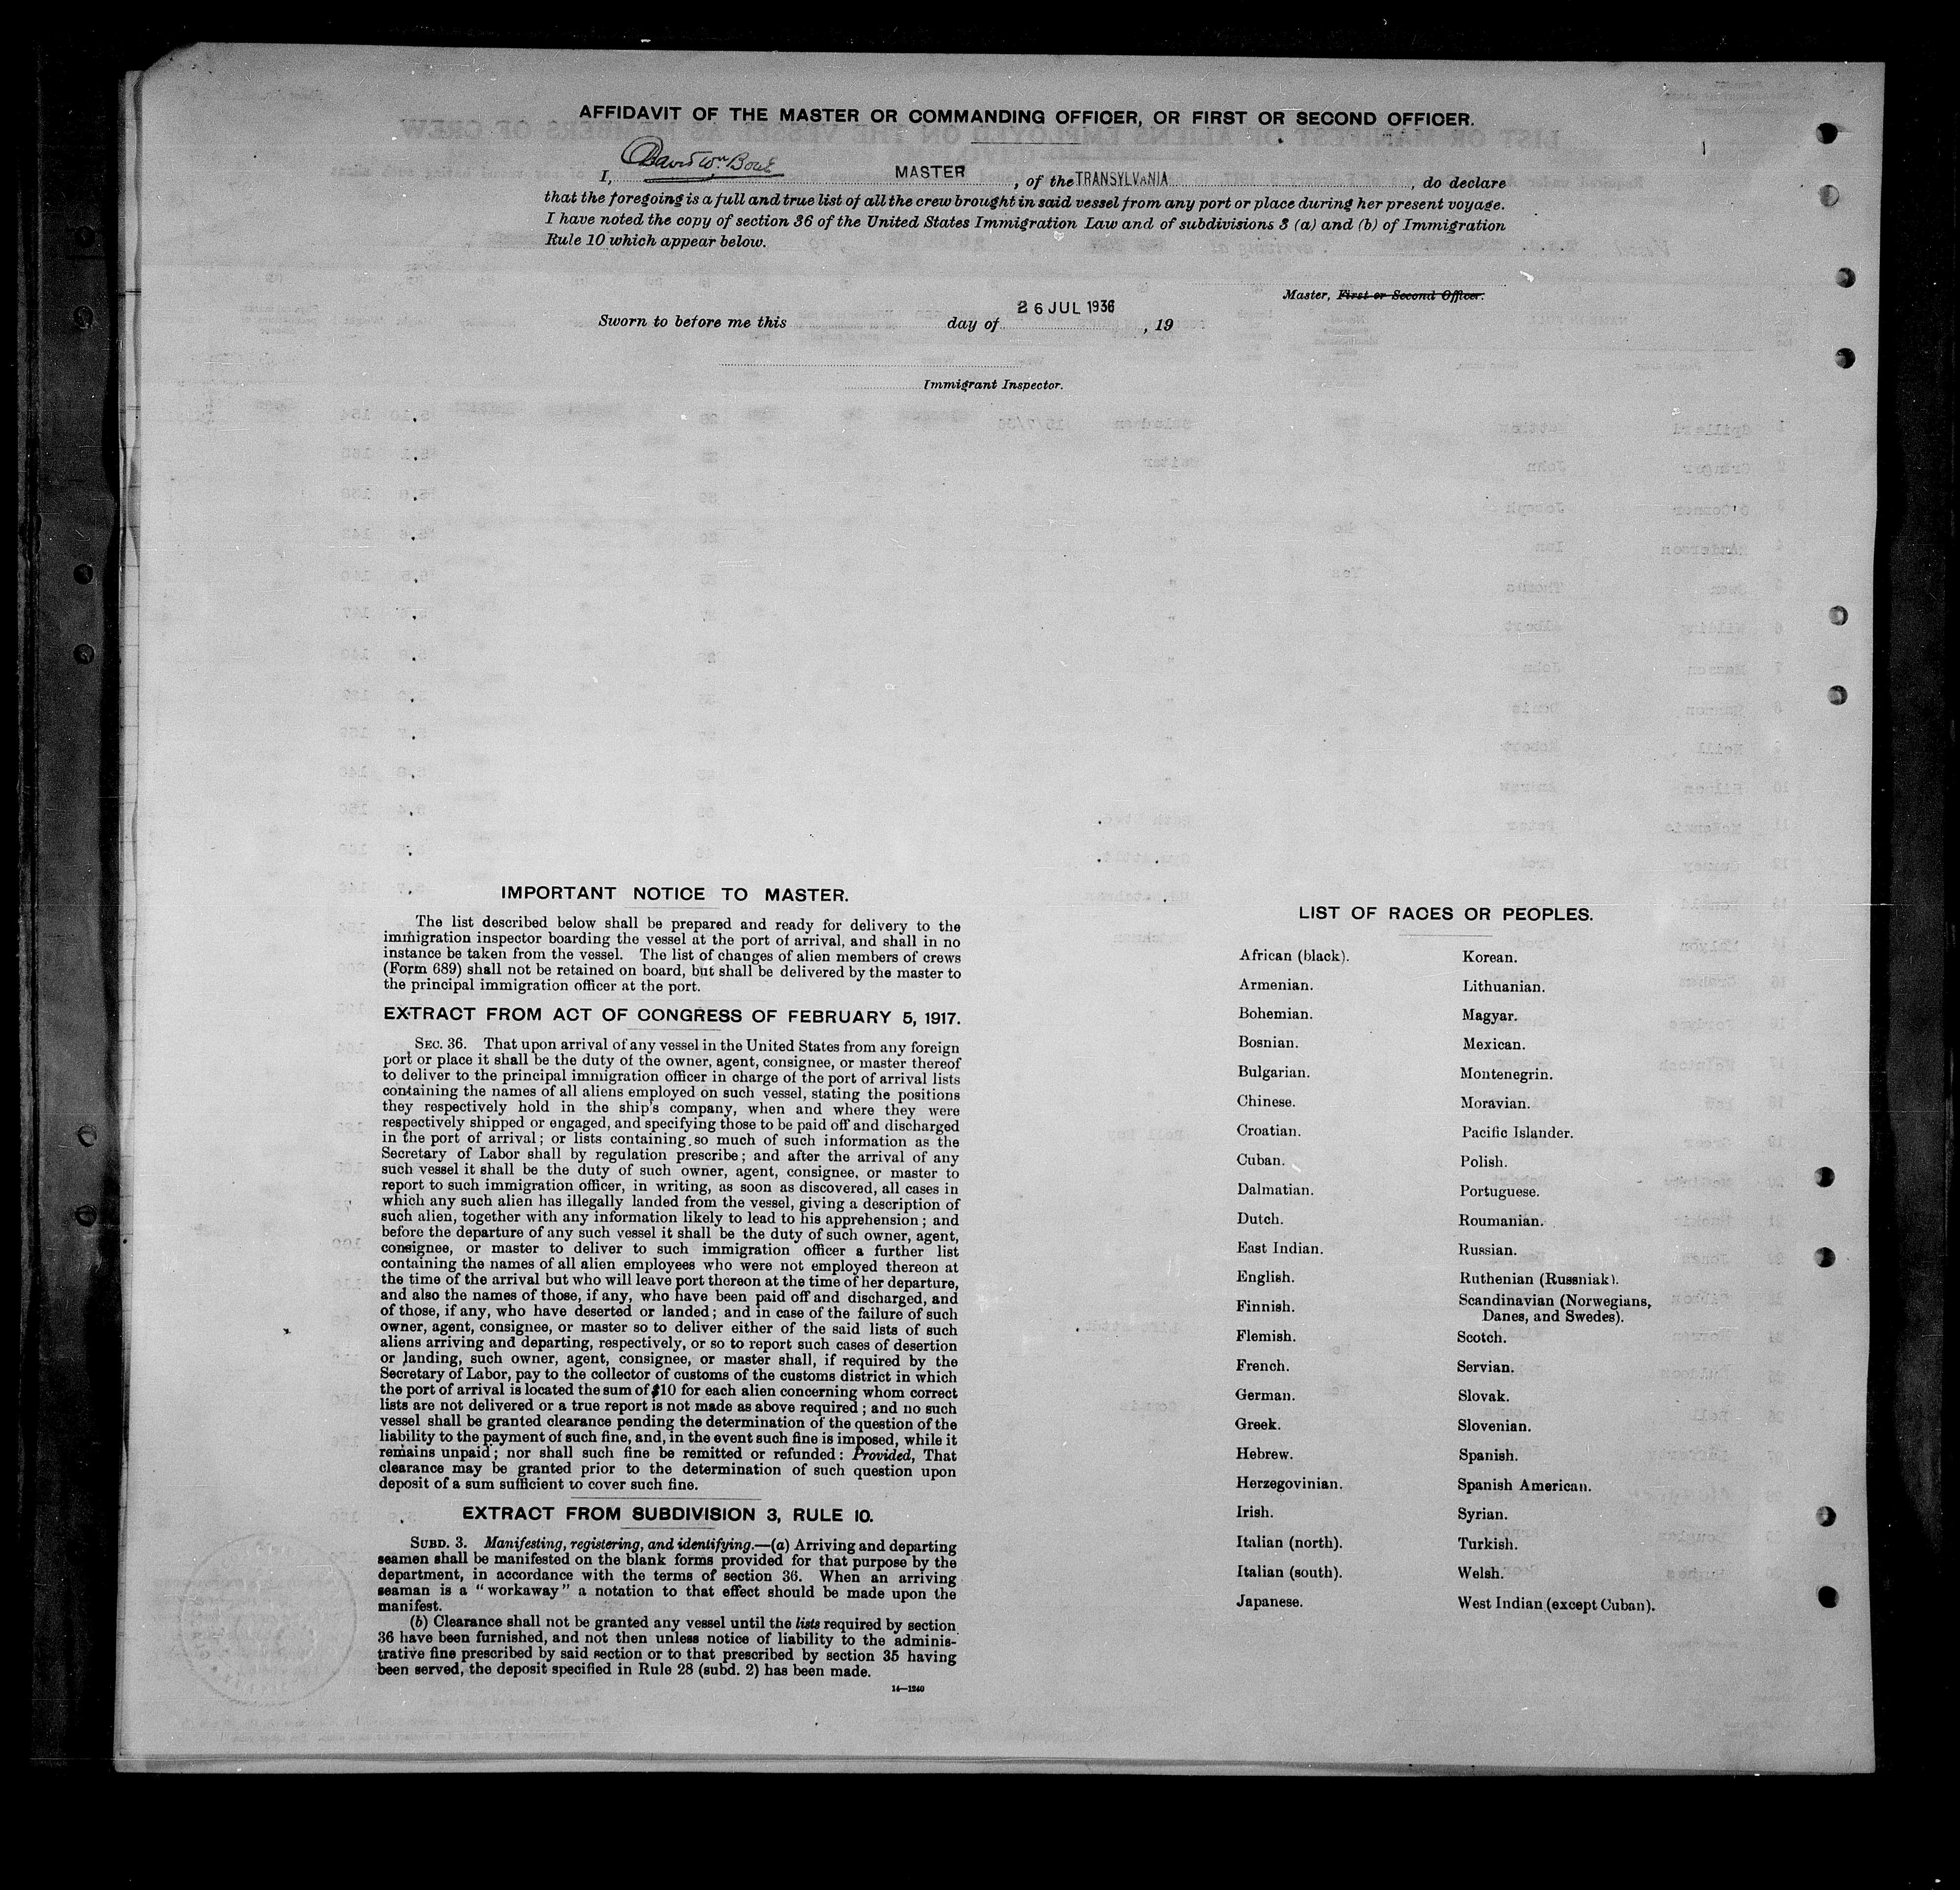 AFFIDAVIT OF THE MASTER OR COMMANDING OFFICER, OR FIRST OR SECOND OFFICER.
I, David Wm Bone MASTER, of the TRANSYLVANIA, do declare
that the foregoing is a full and true list of all the crew brought in said vessel from any port or place during her present voyage.
I have noted the copy of section 36 of the United States Immigration Law and of subdivisions 3 (a) and (b) of Immigration
Rule 10 which appear below.
Master, First or Second Officer.
26 JUL 1936
Sworn to before me this day of , 19
Immigrant Inspector.
IMPORTANT NOTICE TO MASTER.
The list described below shall be prepared and ready for delivery to the
immigration inspector boarding the vessel at the port of arrival, and shall in no
instance be taken from the vessel. The list of changes of alien members of crews
(Form 689) shall not be retained on board, but shall be delivered by the master to
the principal immigration officer at the port.
EXTRACT FROM ACT OF CONGRESS OF FEBRUARY 5, 1917.
SEC. 36. That upon arrival of any vessel in the United States from any foreign
port or place it shall be the duty of the owner, agent, consignee, or master thereof
to deliver to the principal immigration officer in charge of the port of arrival lists
containing the names of all aliens employed on such vessel, stating the positions
they respectively hold in the ship's company, when and where they were
respectively shipped or engaged, and specifying those to be paid off and discharged
in the port of arrival; or lists containing so much of such information as the
Secretary of Labor shall by regulation prescribe; and after the arrival of any
such vessel it shall be the duty of such owner, agent, consignee, or master to
report to such immigration officer, in writing, as soon as discovered, all cases in
which any such alien has illegally landed from the vessel, giving a description of
such alien, together with any information likely to lead to his apprehension; and
before the departure of any such vessel it shall be the duty of such owner, agent,
consignee, or master to deliver to such immigration officer a further list
containing the names of all alien employees who were not employed thereon at
the time of the arrival but who will leave port thereon at the time of her departure,
and also the names of those, if any, who have been paid off and discharged, and
of those, if any, who have deserted or landed; and in case of the failure of such
owner, agent, consignee, or master so to deliver either of the said lists of such
aliens arriving and departing, respectively, or so to report such cases of desertion
or landing, such owner, agent, consignee, or master shall, if required by the
Secretary of Labor, pay to the collector of customs of the customs district in which
the port of arrival is located the sum of $10 for each alien concerning whom correct
lists are not delivered or a true report is not made as above required; and no such
vessel shall be granted clearance pending the determination of the question of the
liability to the payment of such fine, and, in the event such fine is imposed, while it
remains unpaid; nor shall such fine be remitted or refunded: Provided, That
clearance may be granted prior to the determination of such question upon
deposit of a sum sufficient to cover such fine.
EXTRACT FROM SUBDIVISION 3, RULE 10.
SUBD. 3. Manifesting, registering, and identifying.—(a) Arriving and departing
seamen shall be manifested on the blank forms provided for that purpose by the
department, in accordance with the terms of section 36. When an arriving
seaman is a "workaway" a notation to that effect should be made upon the
manifest.
(b) Clearance shall not be granted any vessel until the lists required by section
36 have been furnished, and not then unless notice of liability to the adminis-
trative fine prescribed by said section or to that prescribed by section 35 having
been served, the deposit specified in Rule 28 (subd. 2) has been made.
14—1240
LIST OF RACES OR PEOPLES.
African (black).
Armenian.
Bohemian.
Bosnian.
Bulgarian.
Chinese.
Croatian.
Cuban.
Dalmatian.
Dutch.
East Indian.
English.
Finnish.
Flemish.
French.
German.
Greek.
Hebrew.
Herzegovinian.
Irish.
Italian (north).
Italian (south).
Japanese.
Korean.
Lithuanian.
Magyar.
Mexican.
Montenegrin.
Moravian.
Pacific Islander.
Polish.
Portuguese.
Roumanian.
Russian.
Ruthenian (Russniak).
Scandinavian (Norwegians,
Danes, and Swedes).
Scotch.
Servian.
Slovak.
Slovenian.
Spanish.
Spanish American.
Syrian.
Turkish.
Welsh.
West Indian (except Cuban).